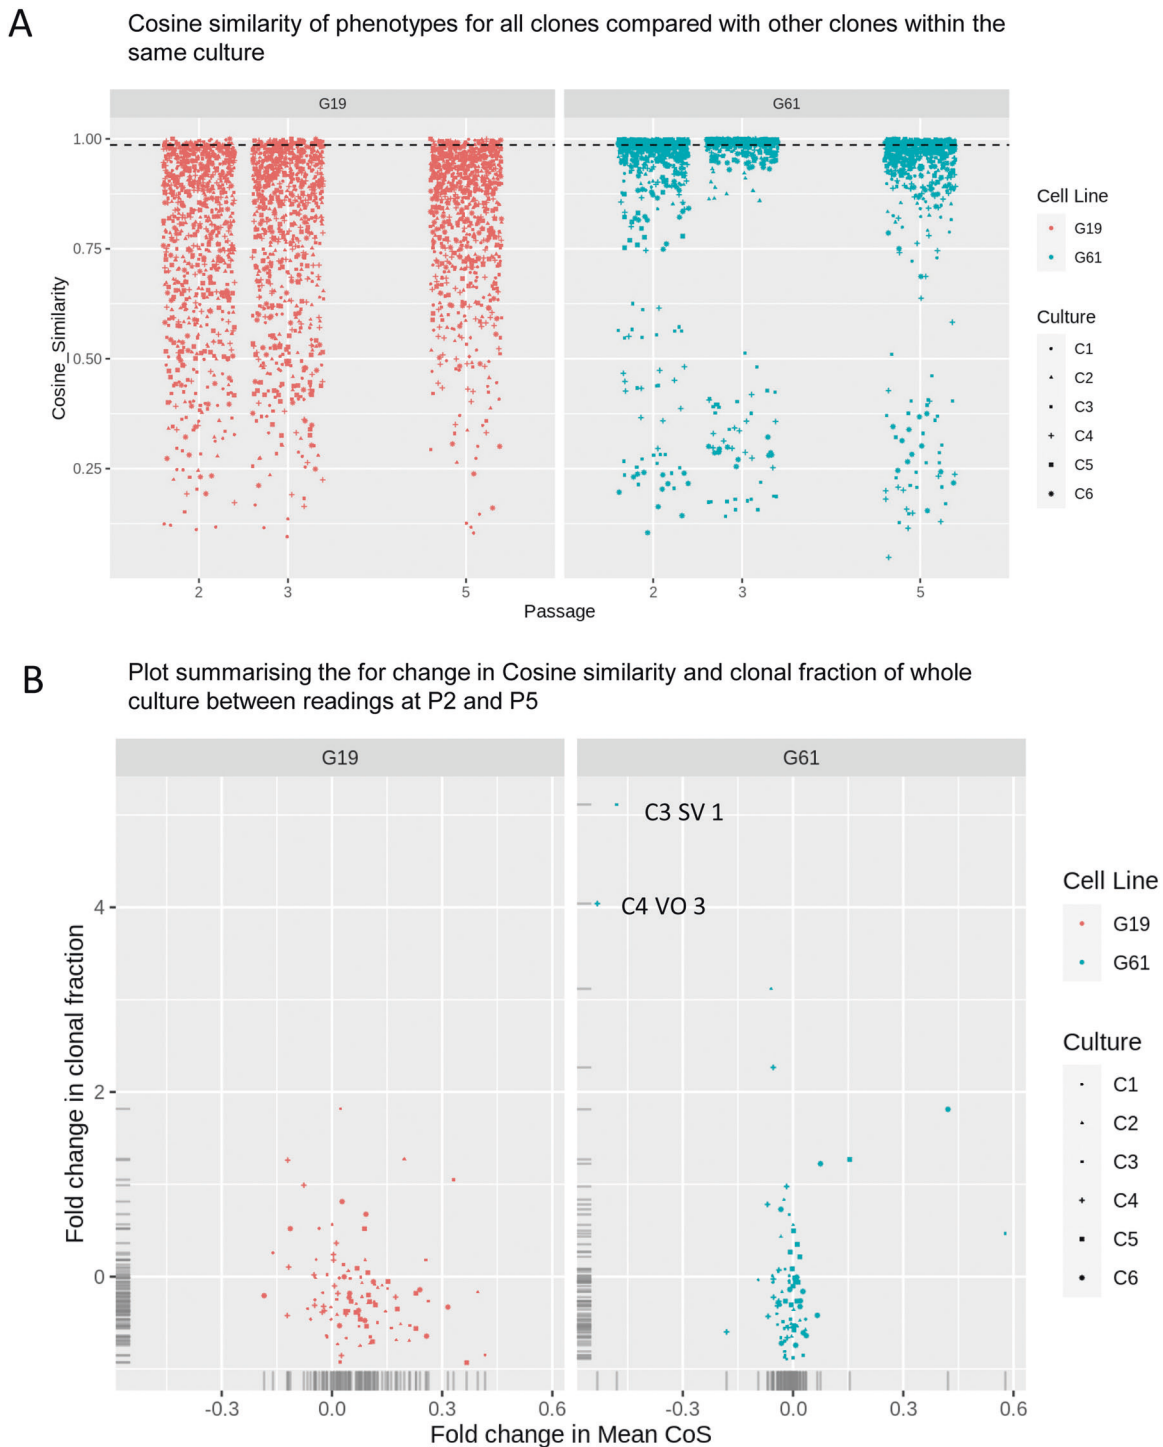 A
Cosine similarity of phenotypes for all clones compared with other clones within the
same culture
G19
G61
1.00
0.75
0.50
0.25
Cosine_Similarity
2
3
5
2
3
5
Passage
Cell Line
G19
G61
Culture
C1
C2
C3
C4
C5
C6
B
Plot summarising the for change in Cosine similarity and clonal fraction of whole
culture between readings at P2 and P5
G19
G61
C3 SV 1
C4 VO 3
4
2
0
Fold change in clonal fraction
-0.3
0.0
0.3
0.6
-0.3
0.0
0.3
0.6
Fold change in Mean CoS
Cell Line
G19
G61
Culture
C1
C2
C3
C4
C5
C6